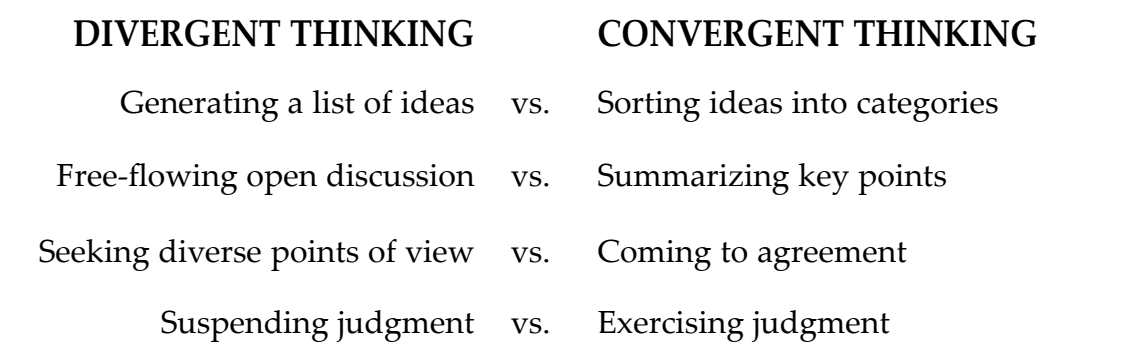 DIVERGENT THINKING CONVERGENT THINKING
Generating a list of ideas vs. Sorting ideas into categories
Free-flowing open discussion vs. Summarizing key points
Seeking diverse points of view vs. Coming to agreement
Suspending judgment vs. Exercising judgment